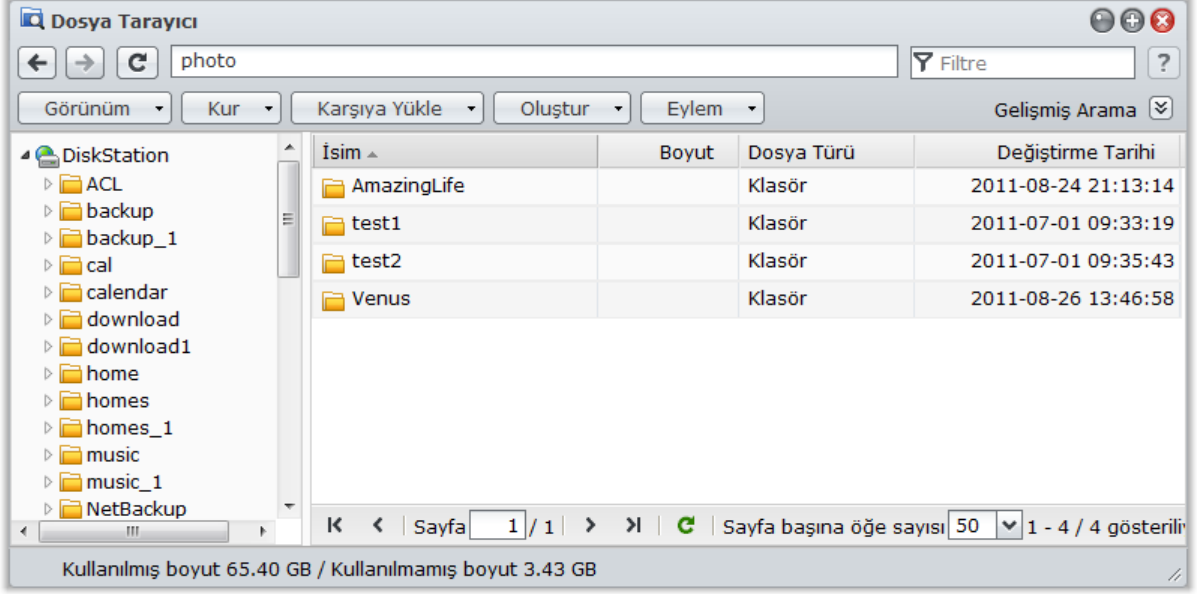 Dosya Tarayıcı
photo
Filtre
?
Görünüm Kur Karşıya Yükle Oluştur Eylem Gelişmiş Arama
DiskStation
ACL
backup
backup_1
cal
calendar
download
download1
home
homes
homes_1
music
music_1
NetBackup
İsim Boyut Dosya Türü Değiştirme Tarihi
AmazingLife Klasör 2011-08-24 21:13:14
test1 Klasör 2011-07-01 09:33:19
test2 Klasör 2011-07-01 09:35:43
Venus Klasör 2011-08-26 13:46:58
Sayfa 1 / 1 Sayfa başına öğe sayısı 50 1 - 4 / 4 gösterili
Kullanılmış boyut 65.40 GB / Kullanılmamış boyut 3.43 GB